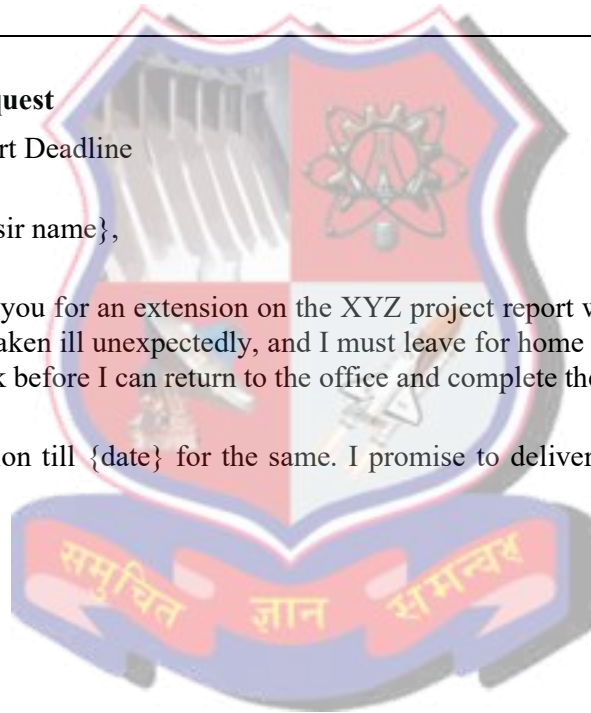 quest
rt Deadline
sir name},
you for an extension on the XYZ project report w
aken ill unexpectedly, and I must leave for home
k before I can return to the office and complete the
ion till {date} for the same. I promise to deliver
समुचित ज्ञान समन्वय